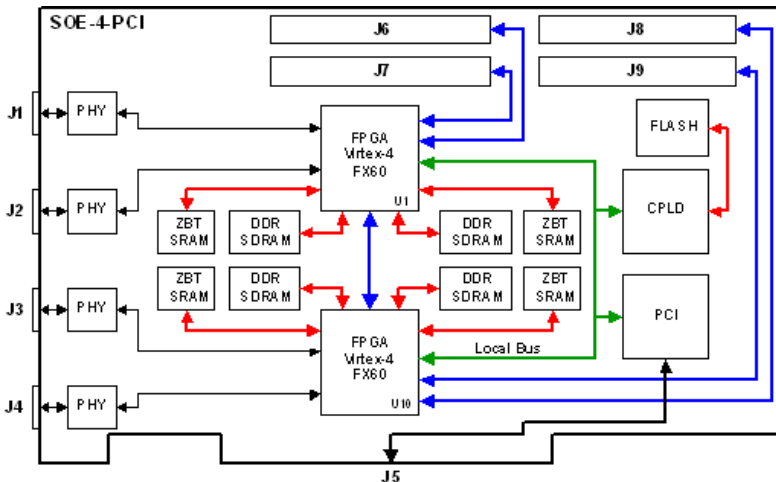 SOE-4-PCI
J6
J8
J7
J9
J1
PHY
FPGA
Virtex-4
FX60
U1
FLASH
J2
PHY
ZBT
SRAM
DDR
SDRAM
DDR
SDRAM
ZBT
SRAM
CPLD
ZBT
SRAM
DDR
SDRAM
DDR
SDRAM
ZBT
SRAM
J3
PHY
FPGA
Virtex-4
FX60
U10
Local Bus
PCI
J4
PHY
J5